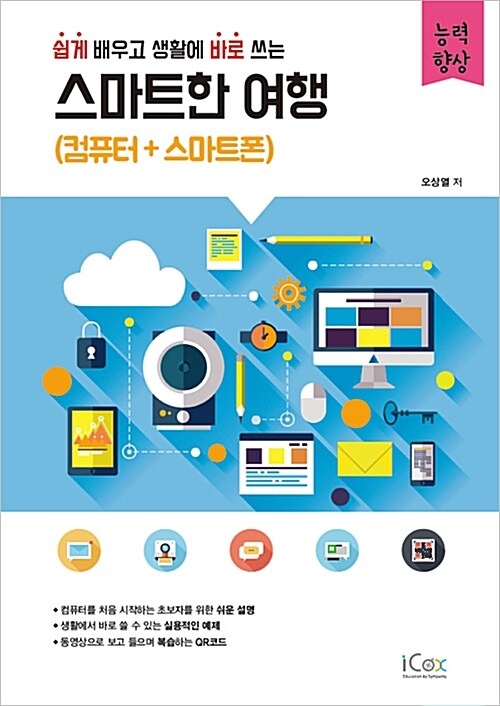 쉽게 배우고 생활에 바로 쓰는
스마트한 여행
(컴퓨터 + 스마트폰)
능력
향상
오상열 저
컴퓨터를 처음 시작하는 초보자를 위한 쉬운 설명
생활에서 바로 쓸 수 있는 실용적인 예제
동영상으로 보고 들으며 복습하는 QR코드
iCox
Education by Sympathy